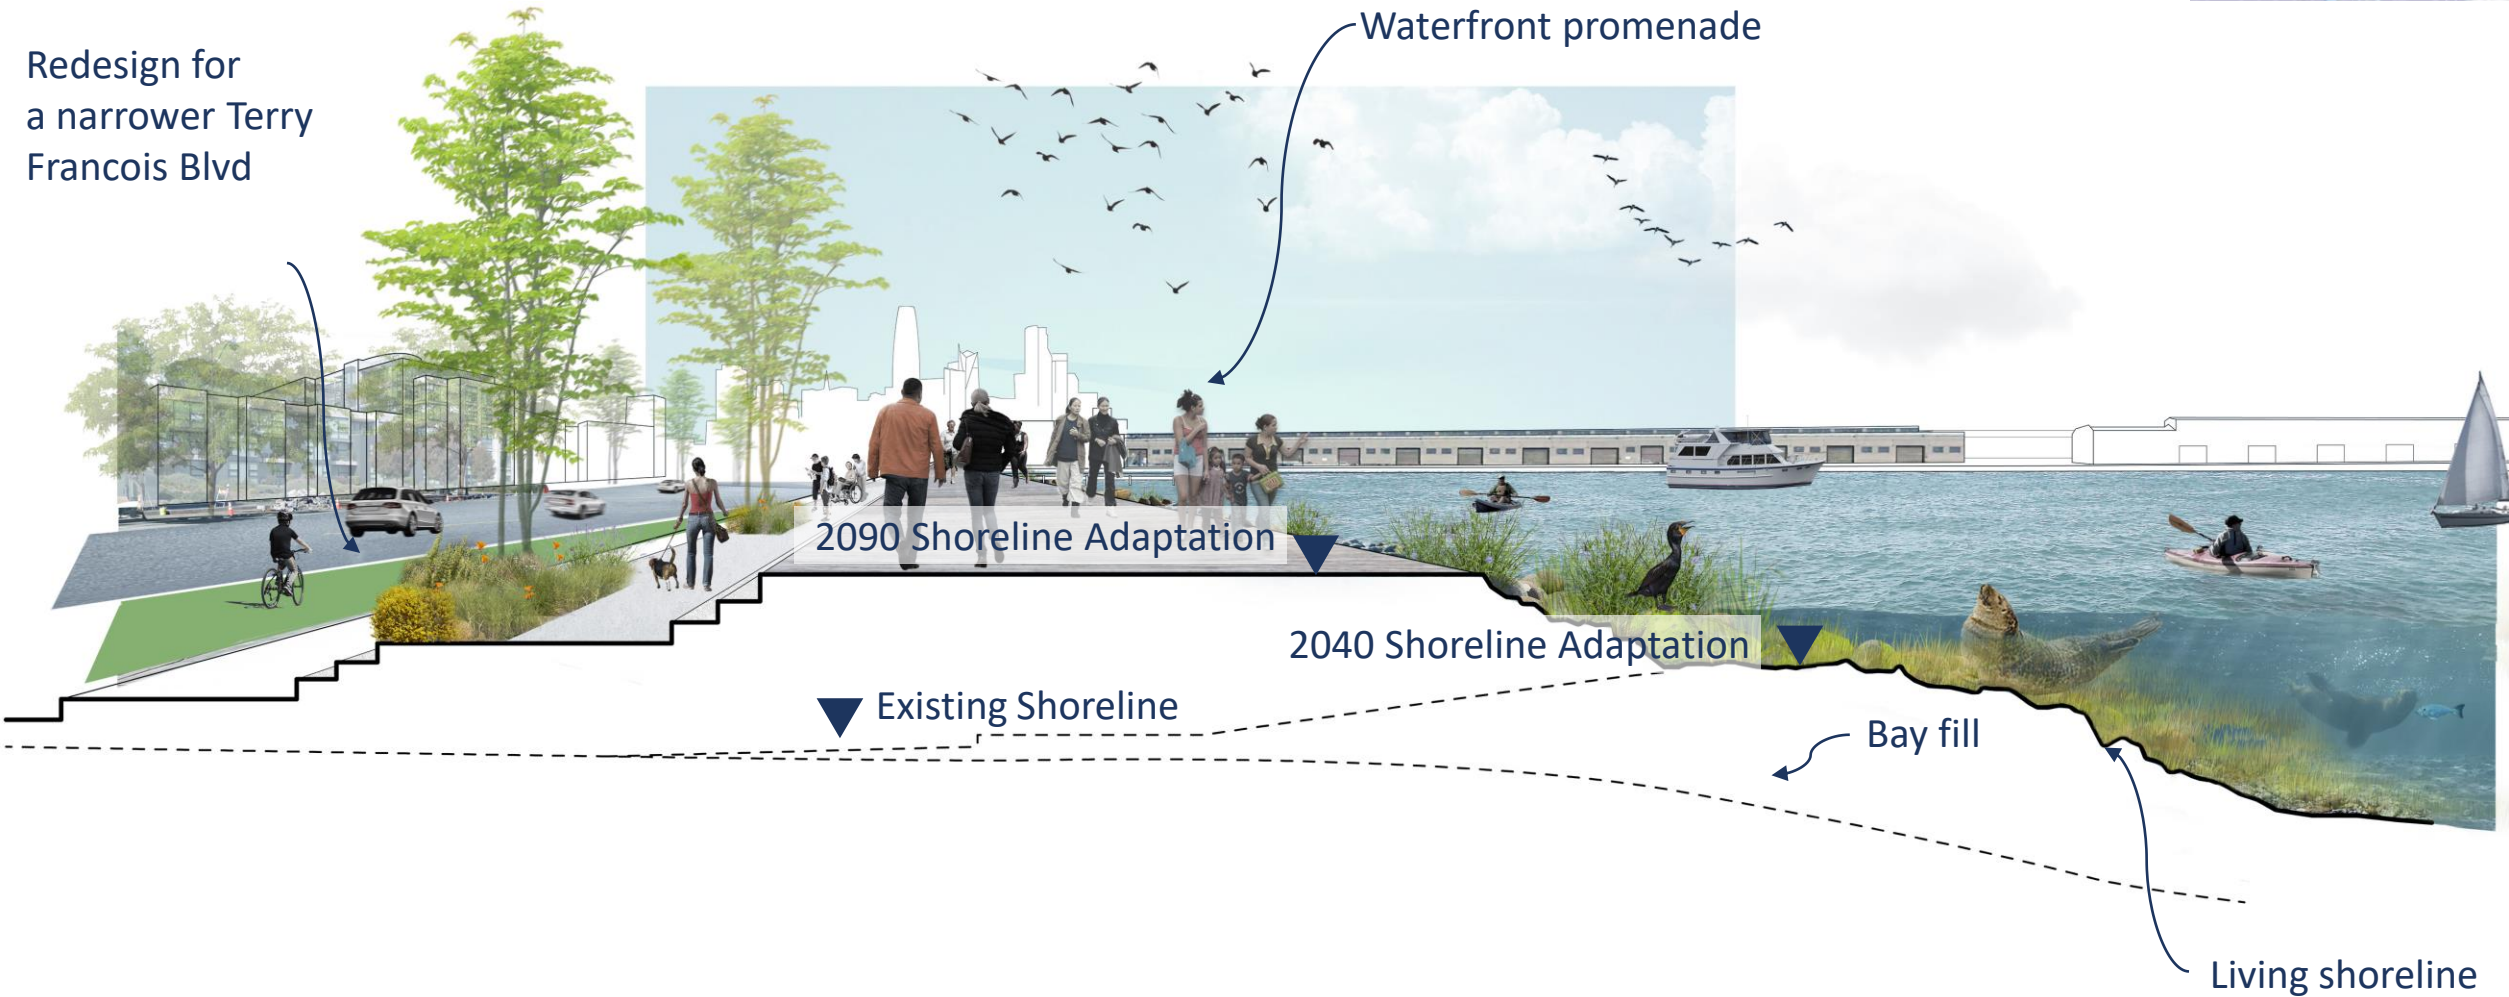 Waterfront promenade
Redesign for
a narrower Terry
Francois Blvd
2090 Shoreline Adaptation
2040 Shoreline Adaptation
Existing Shoreline
Bay fill
Living shoreline